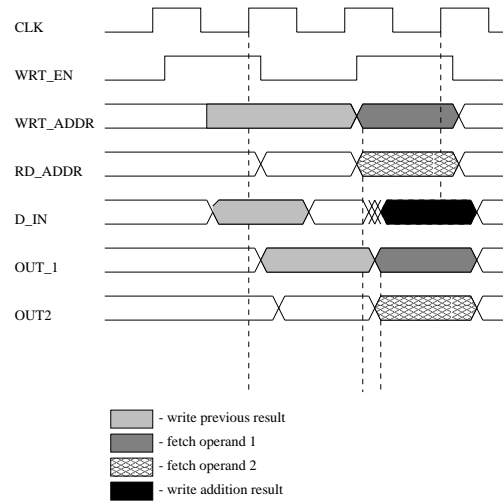 CLK
WRT_EN
WRT_ADDR
RD_ADDR
D_IN
OUT_1
OUT2
- write previous result
- fetch operand 1
- fetch operand 2
- write addition result